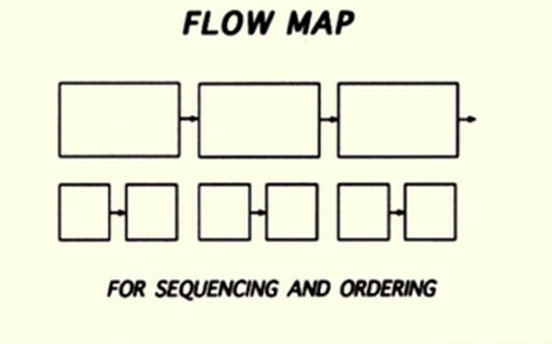 FLOW MAP
FOR SEQUENCING AND ORDERING